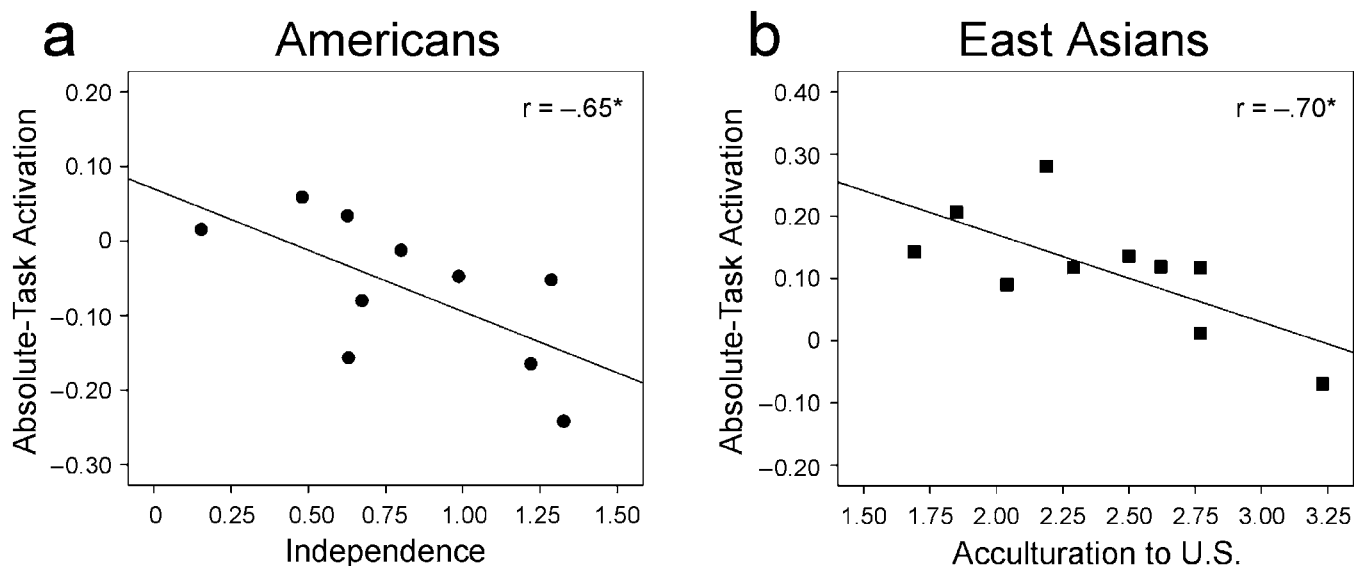 a
Americans
r = –.65*
Absolute-Task Activation
0.20
0.10
0
–0.10
–0.20
–0.30
0
0.25
0.50
0.75
1.00
1.25
1.50
Independence
b
East Asians
r = –.70*
Absolute-Task Activation
0.40
0.30
0.20
0.10
0
–0.10
–0.20
1.50
1.75
2.00
2.25
2.50
2.75
3.00
3.25
Acculturation to U.S.